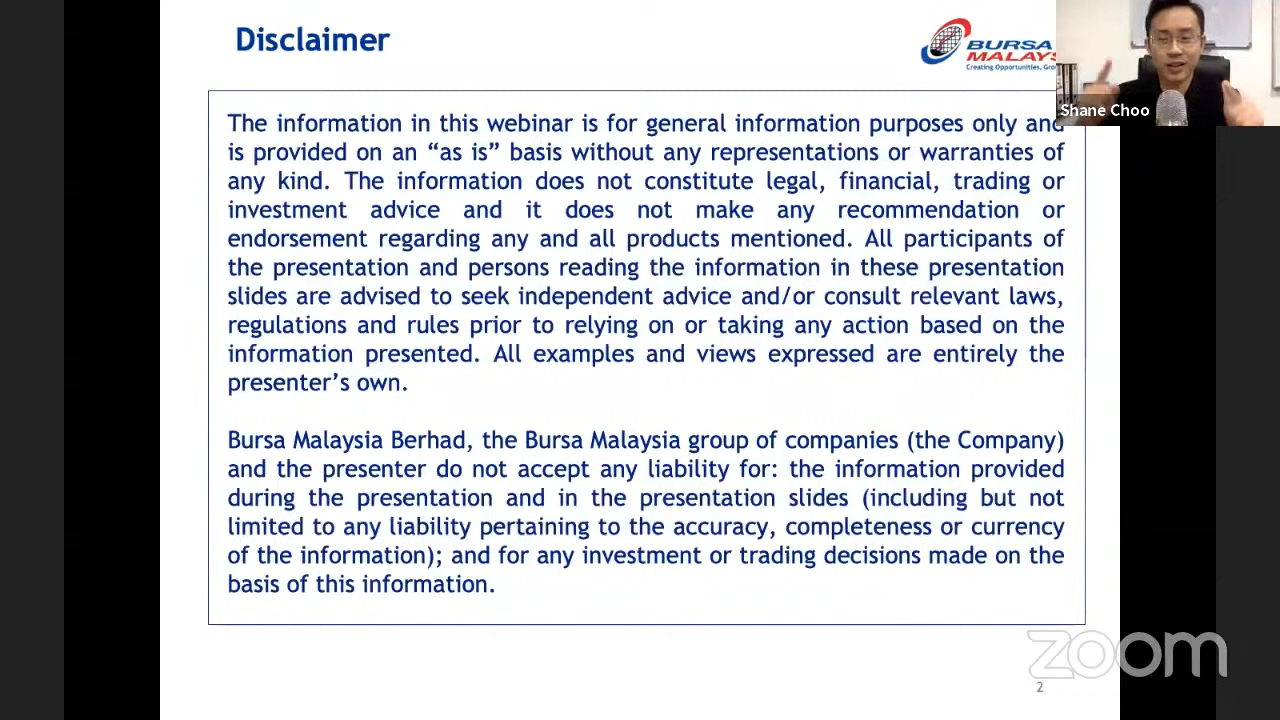 Disclaimer
BURSA
MALAYS
Creating Opportunities, Gro
Shane Choo
The information in this webinar is for general information purposes only and
is provided on an “as is” basis without any representations or warranties of
any kind. The information does not constitute legal, financial, trading or
investment advice and it does not make any recommendation or
endorsement regarding any and all products mentioned. All participants of
the presentation and persons reading the information in these presentation
slides are advised to seek independent advice and/or consult relevant laws,
regulations and rules prior to relying on or taking any action based on the
information presented. All examples and views expressed are entirely the
presenter’s own.
Bursa Malaysia Berhad, the Bursa Malaysia group of companies (the Company)
and the presenter do not accept any liability for: the information provided
during the presentation and in the presentation slides (including but not
limited to any liability pertaining to the accuracy, completeness or currency
of the information); and for any investment or trading decisions made on the
basis of this information.
zoom
2